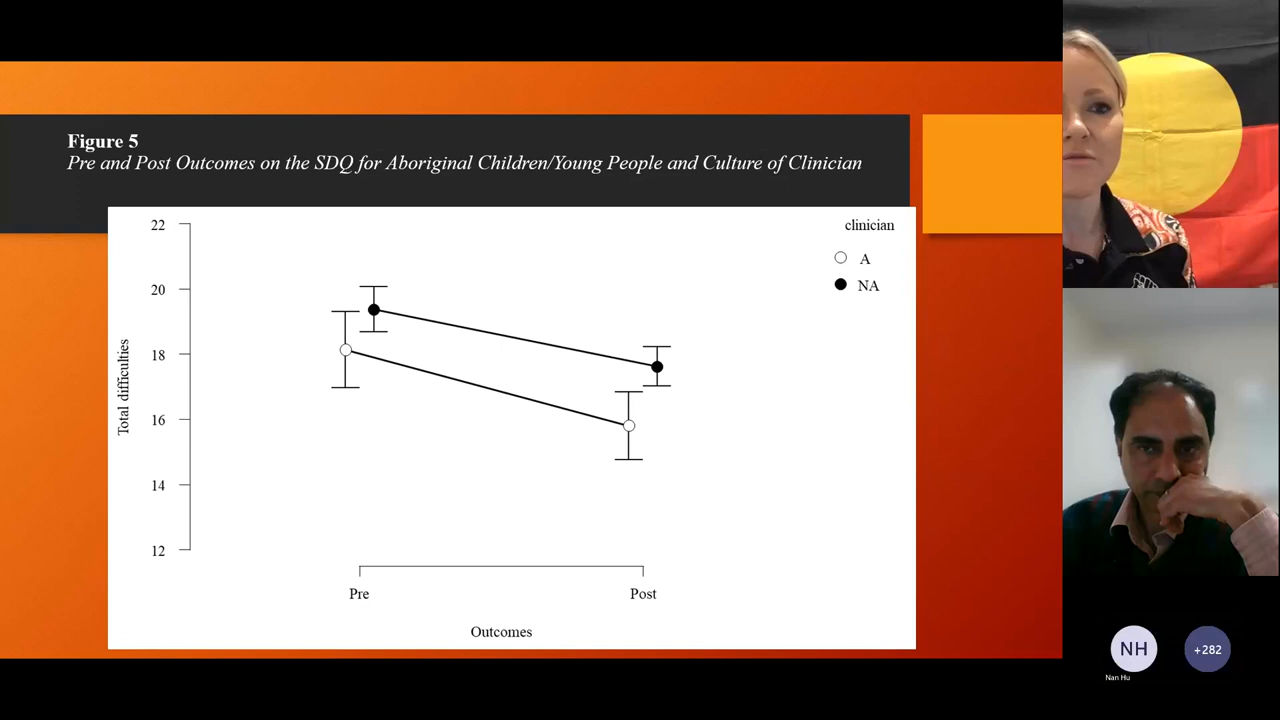 Figure 5
Pre and Post Outcomes on the SDQ for Aboriginal Children/Young People and Culture of Clinician
clinician
A
NA
Total difficulties
22
20
18
16
14
12
Pre
Post
Outcomes
NH
+282
Nan Hu